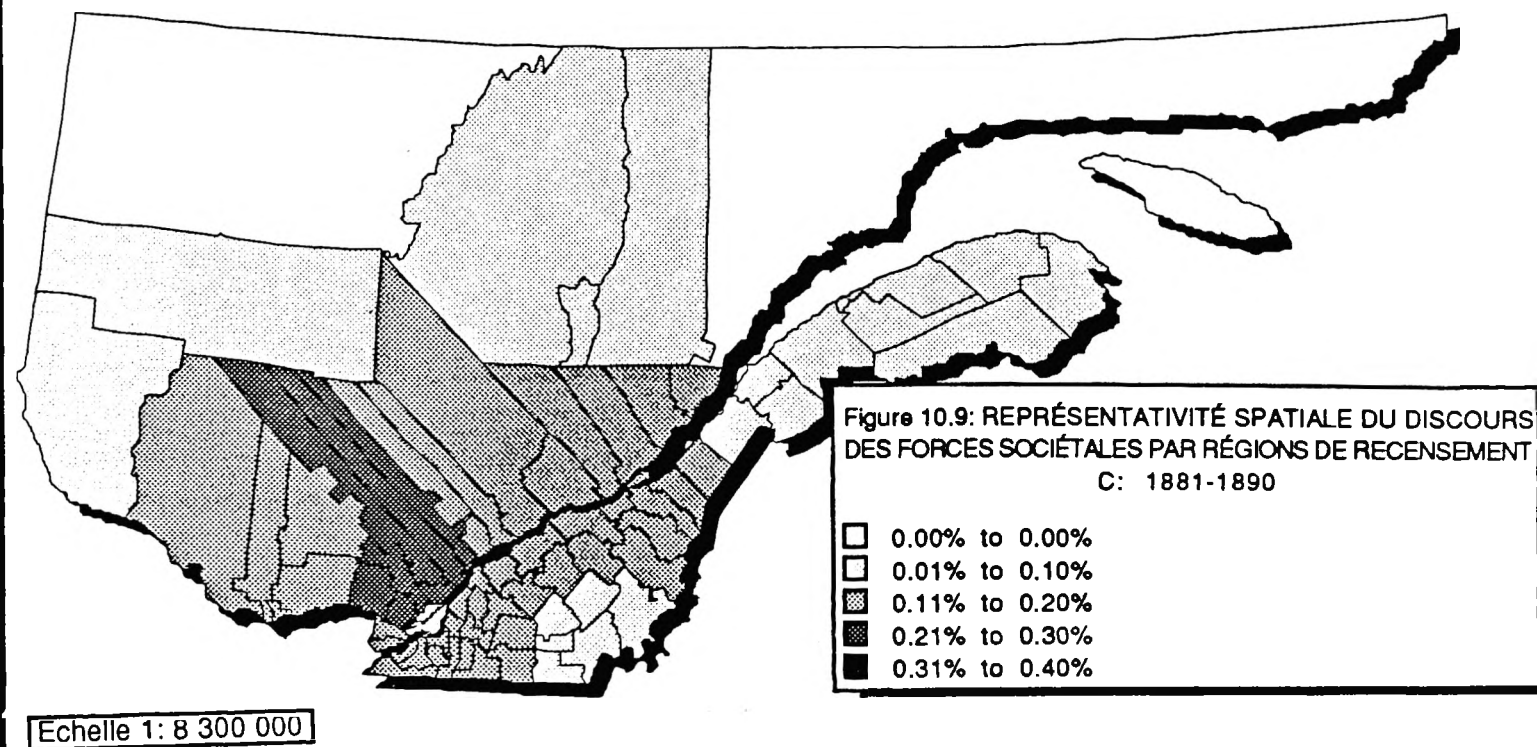 Figure 10.9: REPRÉSENTATIVITÉ SPATIALE DU DISCOURS
DES FORCES SOCIÉTALES PAR RÉGIONS DE RECENSEMENT
C: 1881-1890
0.00% to 0.00%
0.01% to 0.10%
0.11% to 0.20%
0.21% to 0.30%
0.31% to 0.40%
Echelle 1: 8 300 000